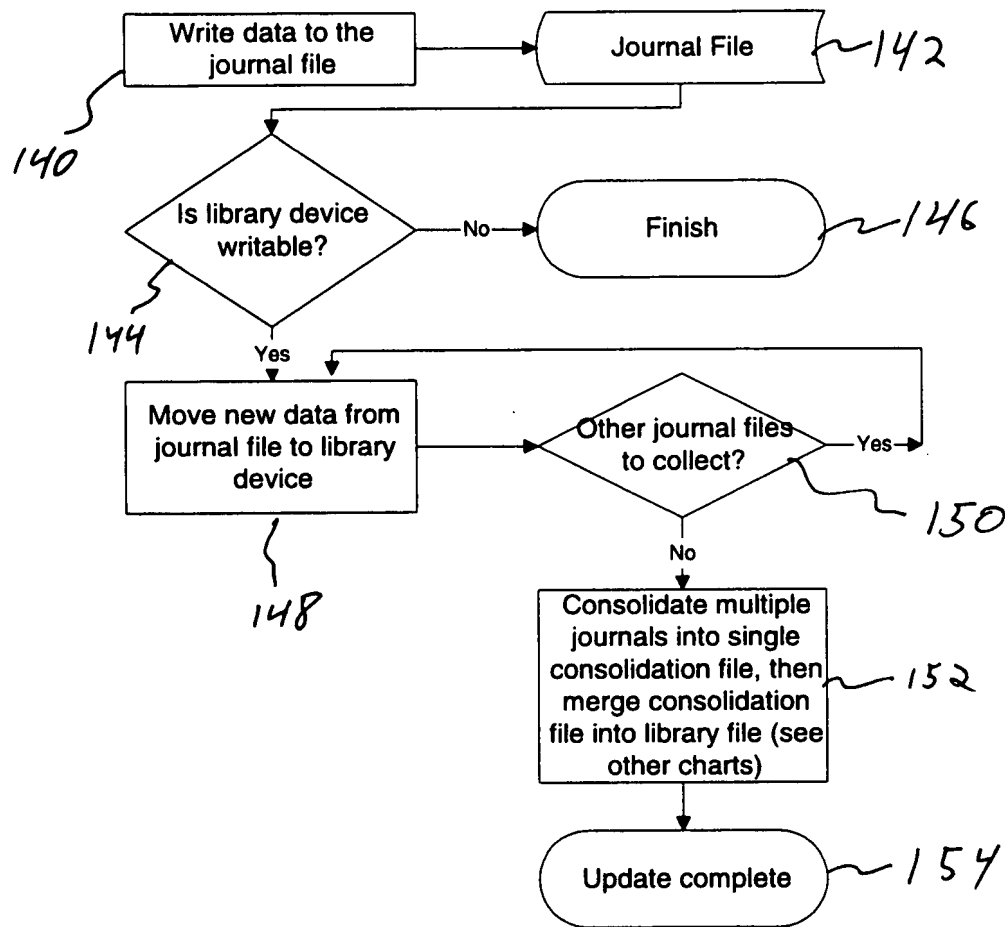 Write data to the
journal file
Journal File
142
140
Is library device
writable?
No
Finish
146
144
Yes
Move new data from
journal file to library
device
Other journal files
to collect?
Yes
150
148
No
Consolidate multiple
journals into single
consolidation file, then
merge consolidation
file into library file (see
other charts)
152
Update complete
154